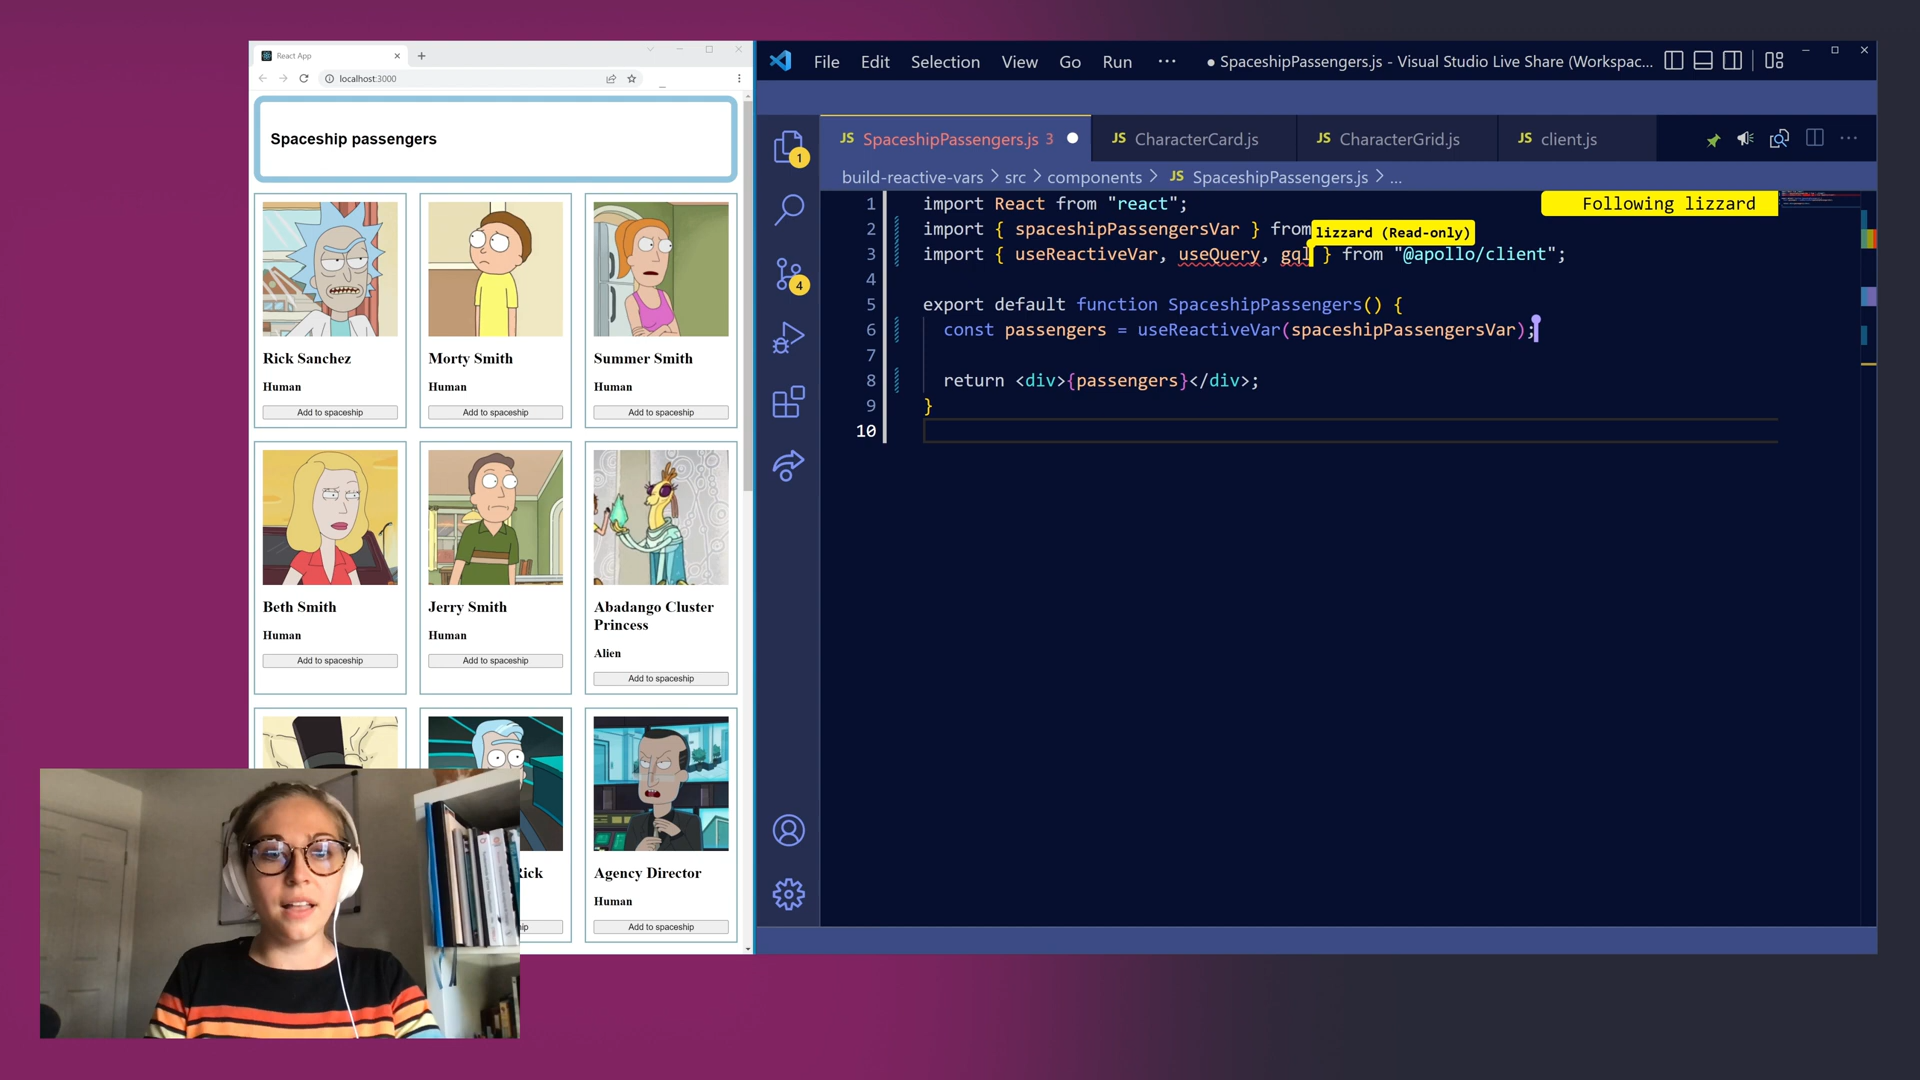 React App
localhost:3000
Spaceship passengers
Rick Sanchez
Human
Add to spaceship
Morty Smith
Human
Add to spaceship
Summer Smith
Human
Add to spaceship
Beth Smith
Human
Add to spaceship
Jerry Smith
Human
Add to spaceship
Abadango Cluster
Princess
Alien
Add to spaceship
Rick
ip
Agency Director
Human
Add to spaceship
File Edit Selection View Go Run ··· ● SpaceshipPassengers.js - Visual Studio Live Share (Workspac...
JS SpaceshipPassengers.js 3 JS CharacterCard.js JS CharacterGrid.js JS client.js
build-reactive-vars > src > components > JS SpaceshipPassengers.js > ...
1
4
Following lizzard
lizzard (Read-only)
1 import React from "react";
2 import { spaceshipPassengersVar } from
3 import { useReactiveVar, useQuery, gql } from "@apollo/client";
4
5 export default function SpaceshipPassengers() {
6 const passengers = useReactiveVar(spaceshipPassengersVar);
7
8 return <div>{passengers}</div>;
9 }
10